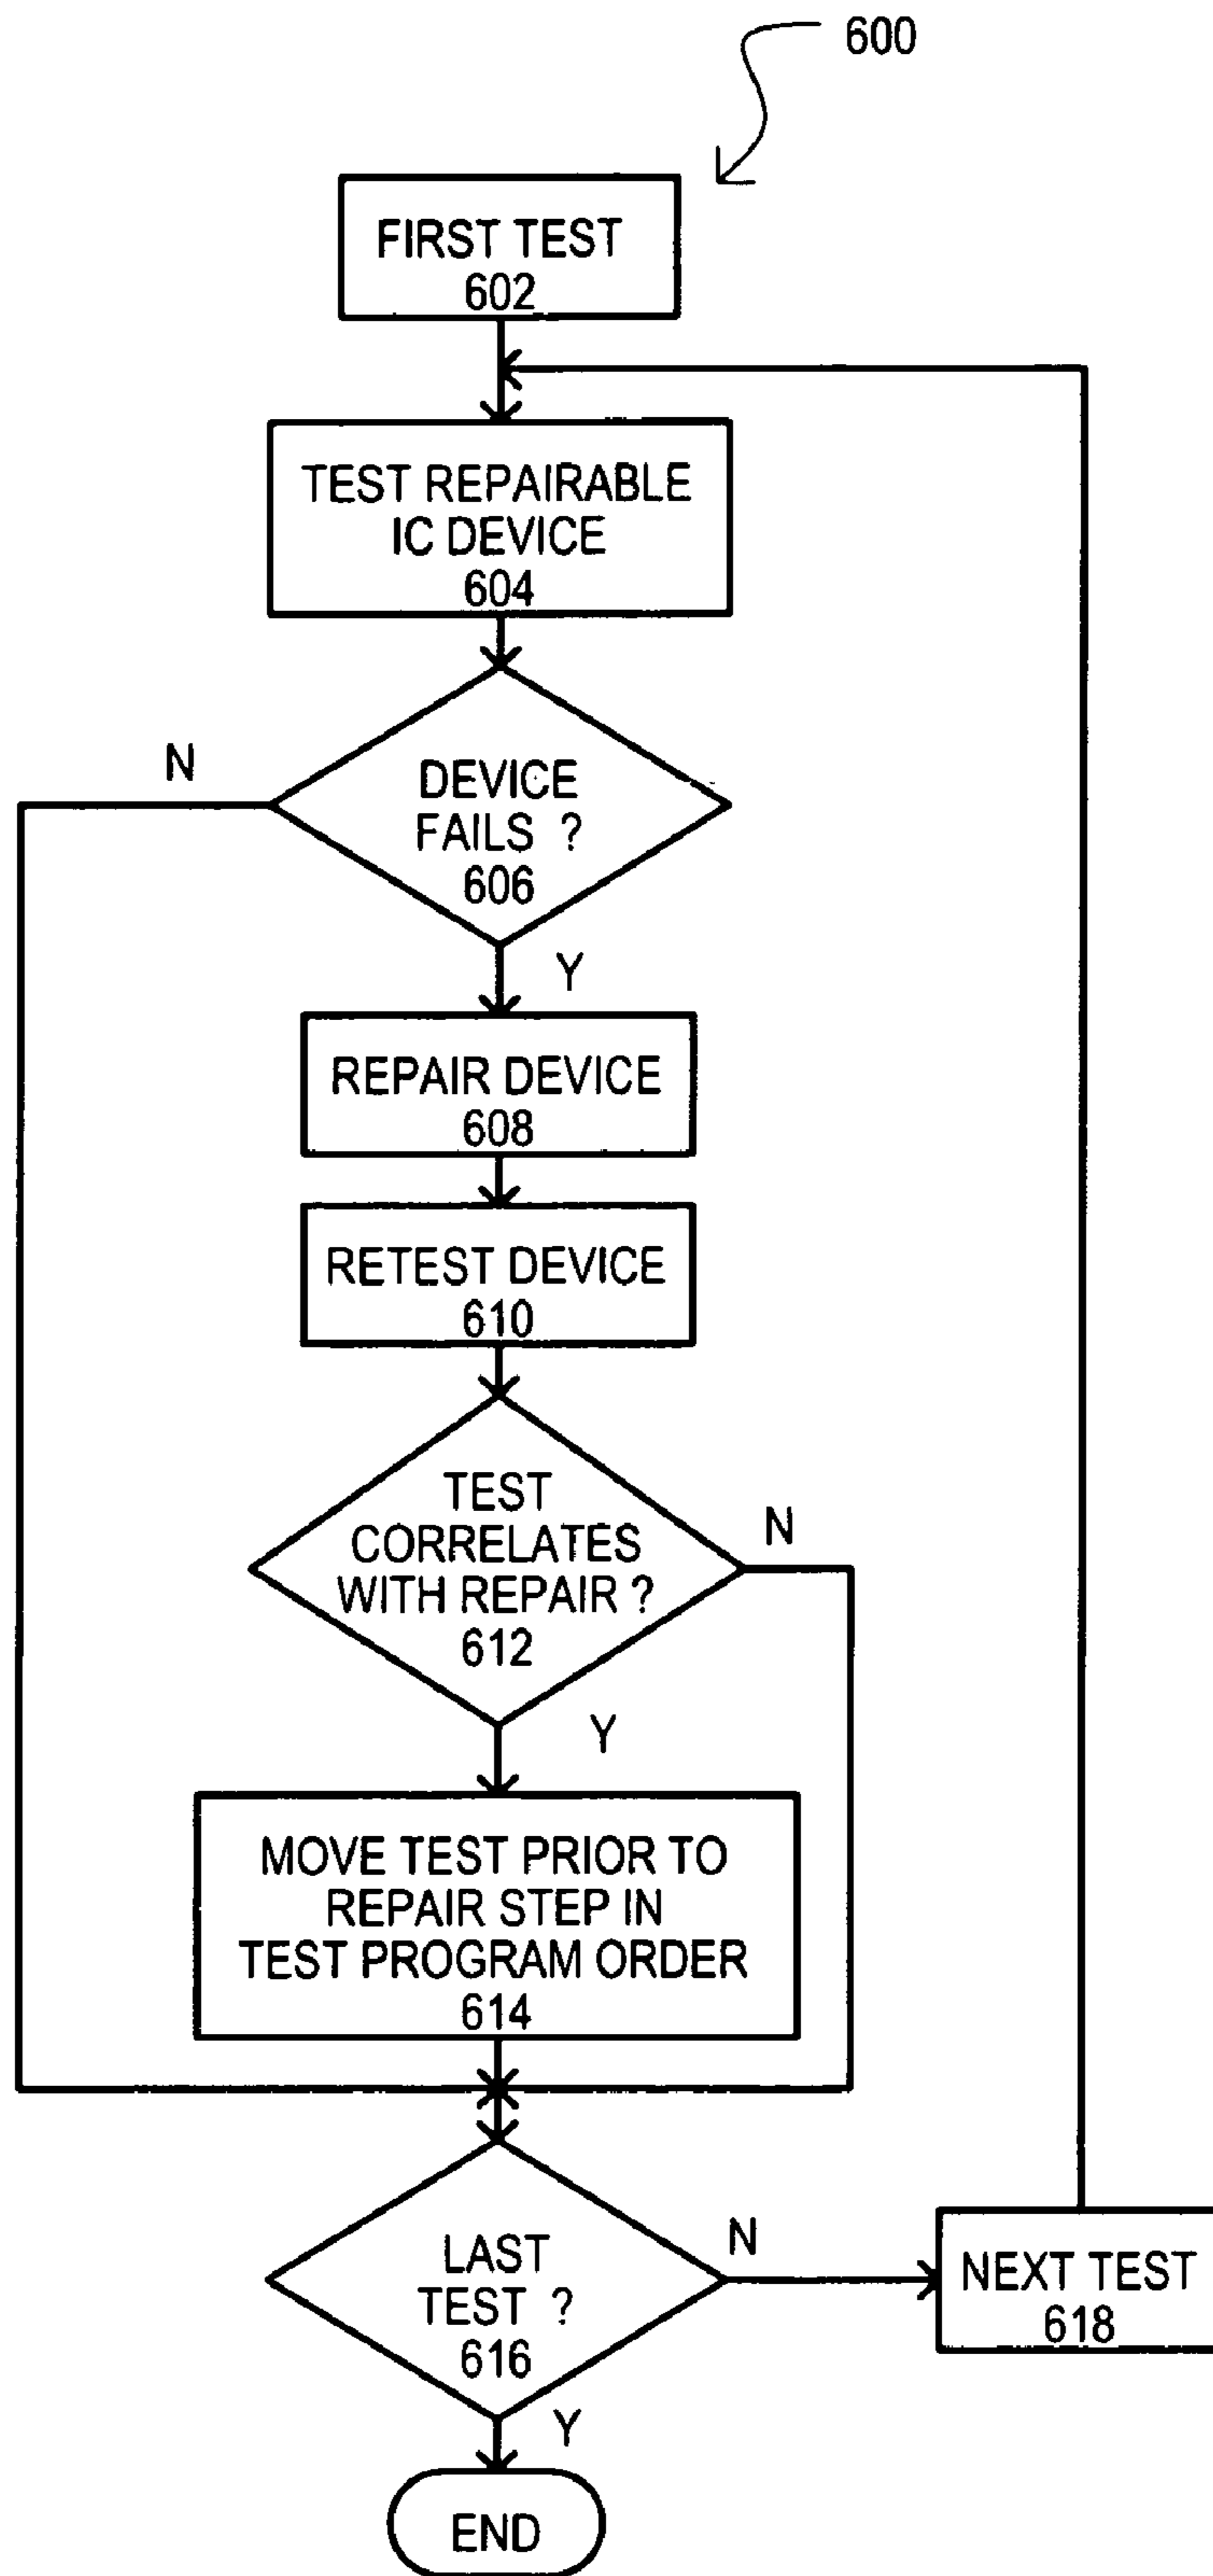 600
FIRST TEST
602
TEST REPAIRABLE
IC DEVICE
604
N
DEVICE
FAILS ?
606
Y
REPAIR DEVICE
608
RETEST DEVICE
610
TEST
CORRELATES
WITH REPAIR ?
612
N
Y
MOVE TEST PRIOR TO
REPAIR STEP IN
TEST PROGRAM ORDER
614
LAST
TEST ?
616
N
NEXT TEST
618
Y
END